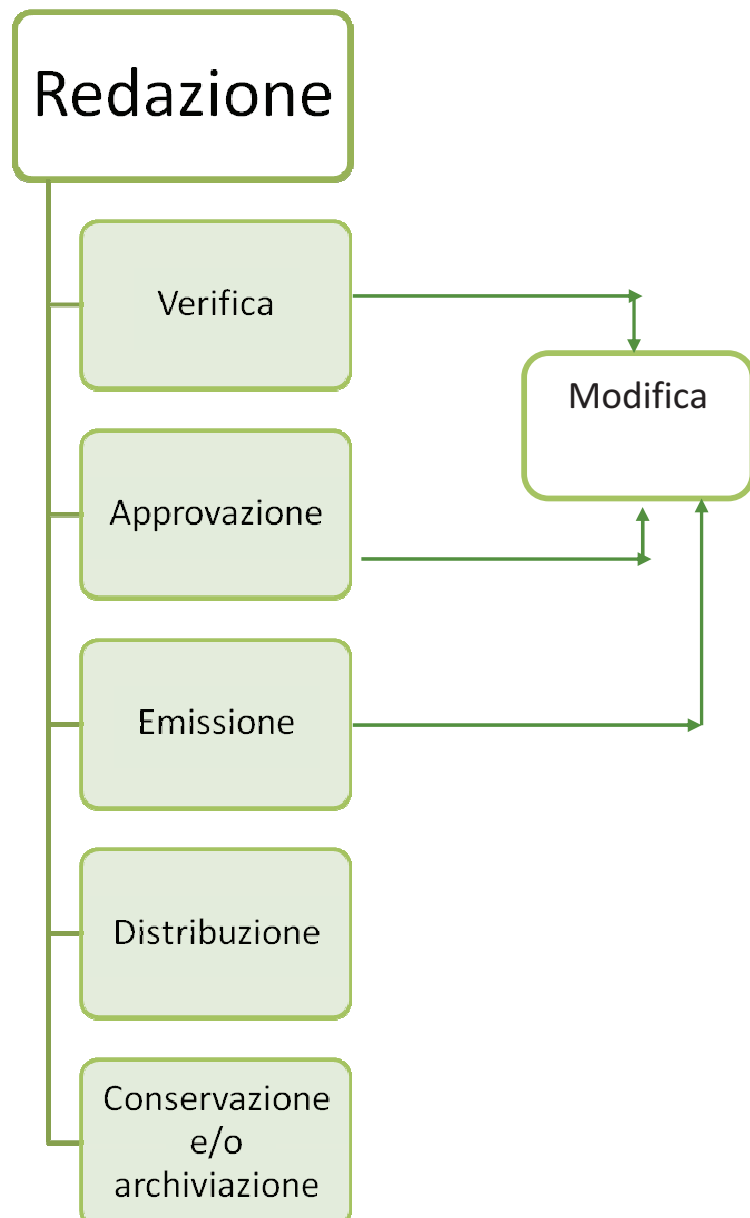 Redazione
Verifica
Modifica
Approvazione
Emissione
Distribuzione
Conservazione
e/o
archiviazione